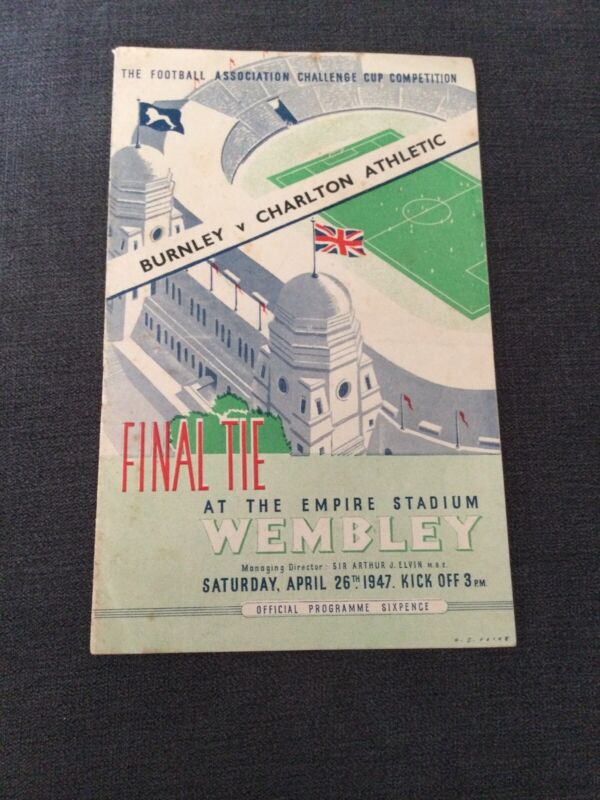 THE FOOTBALL ASSOCIATION CHALLENGE CUP COMPETITION
BURNLEY v CHARLTON ATHLETIC
FINAL TIE
AT THE EMPIRE STADIUM
WEMBLEY
Managing Director: SIR ARTHUR J. ELVIN M.B.E.
SATURDAY, APRIL 26TH 1947. KICK OFF 3 P.M.
OFFICIAL PROGRAMME SIXPENCE